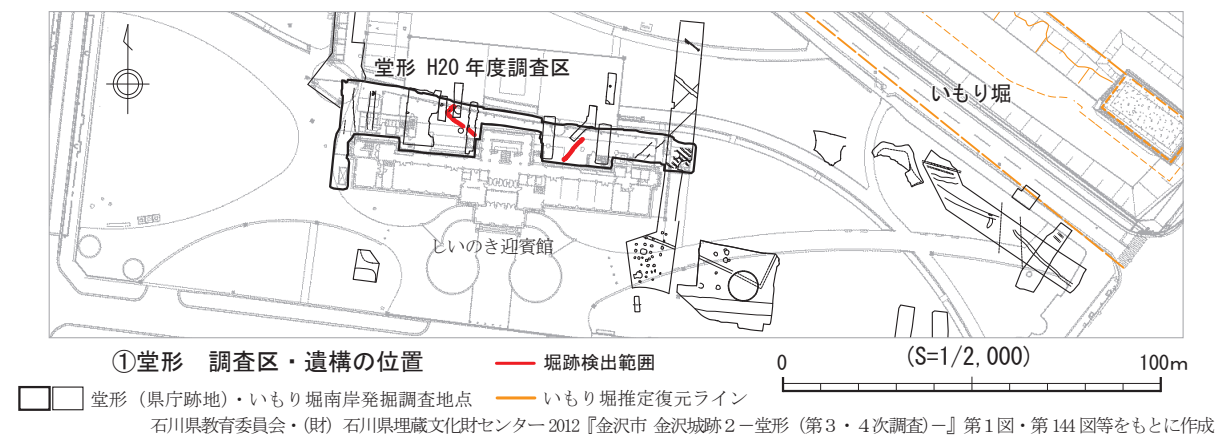 堂形 H20 年度調査区
いもり堀
しいのき迎賓館
①堂形 調査区・遺構の位置
堀跡検出範囲
0 (S=1/2,000) 100m
堂形（県庁跡地）・いもり堀南岸発掘調査地点
いもり堀推定復元ライン
石川県教育委員会・(財) 石川県埋蔵文化財センター 2012『金沢市 金沢城跡２－堂形（第３・４次調査）－』第１図・第 144 図等をもとに作成